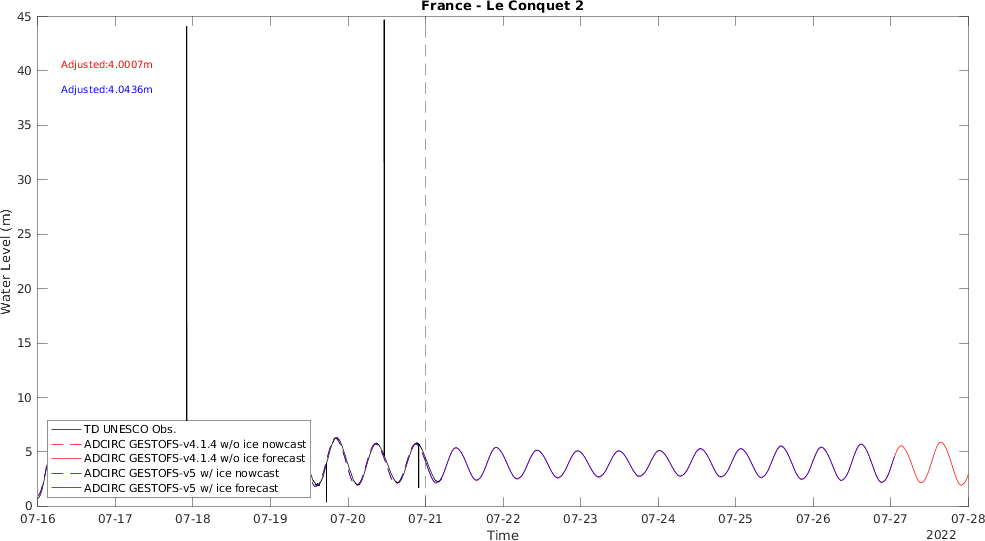 France - Le Conquet 2
Adjusted:4.0007m
Adjusted:4.0436m
Water Level (m)
45
40
35
30
25
20
15
10
5
0
TD UNESCO Obs.
ADCIRC GESTOFS-v4.1.4 w/o ice nowcast
ADCIRC GESTOFS-v4.1.4 w/o ice forecast
ADCIRC GESTOFS-v5 w/ ice nowcast
ADCIRC GESTOFS-v5 w/ ice forecast
07-16 07-17 07-18 07-19 07-20 07-21 07-22 07-23 07-24 07-25 07-26 07-27 07-28
Time
2022